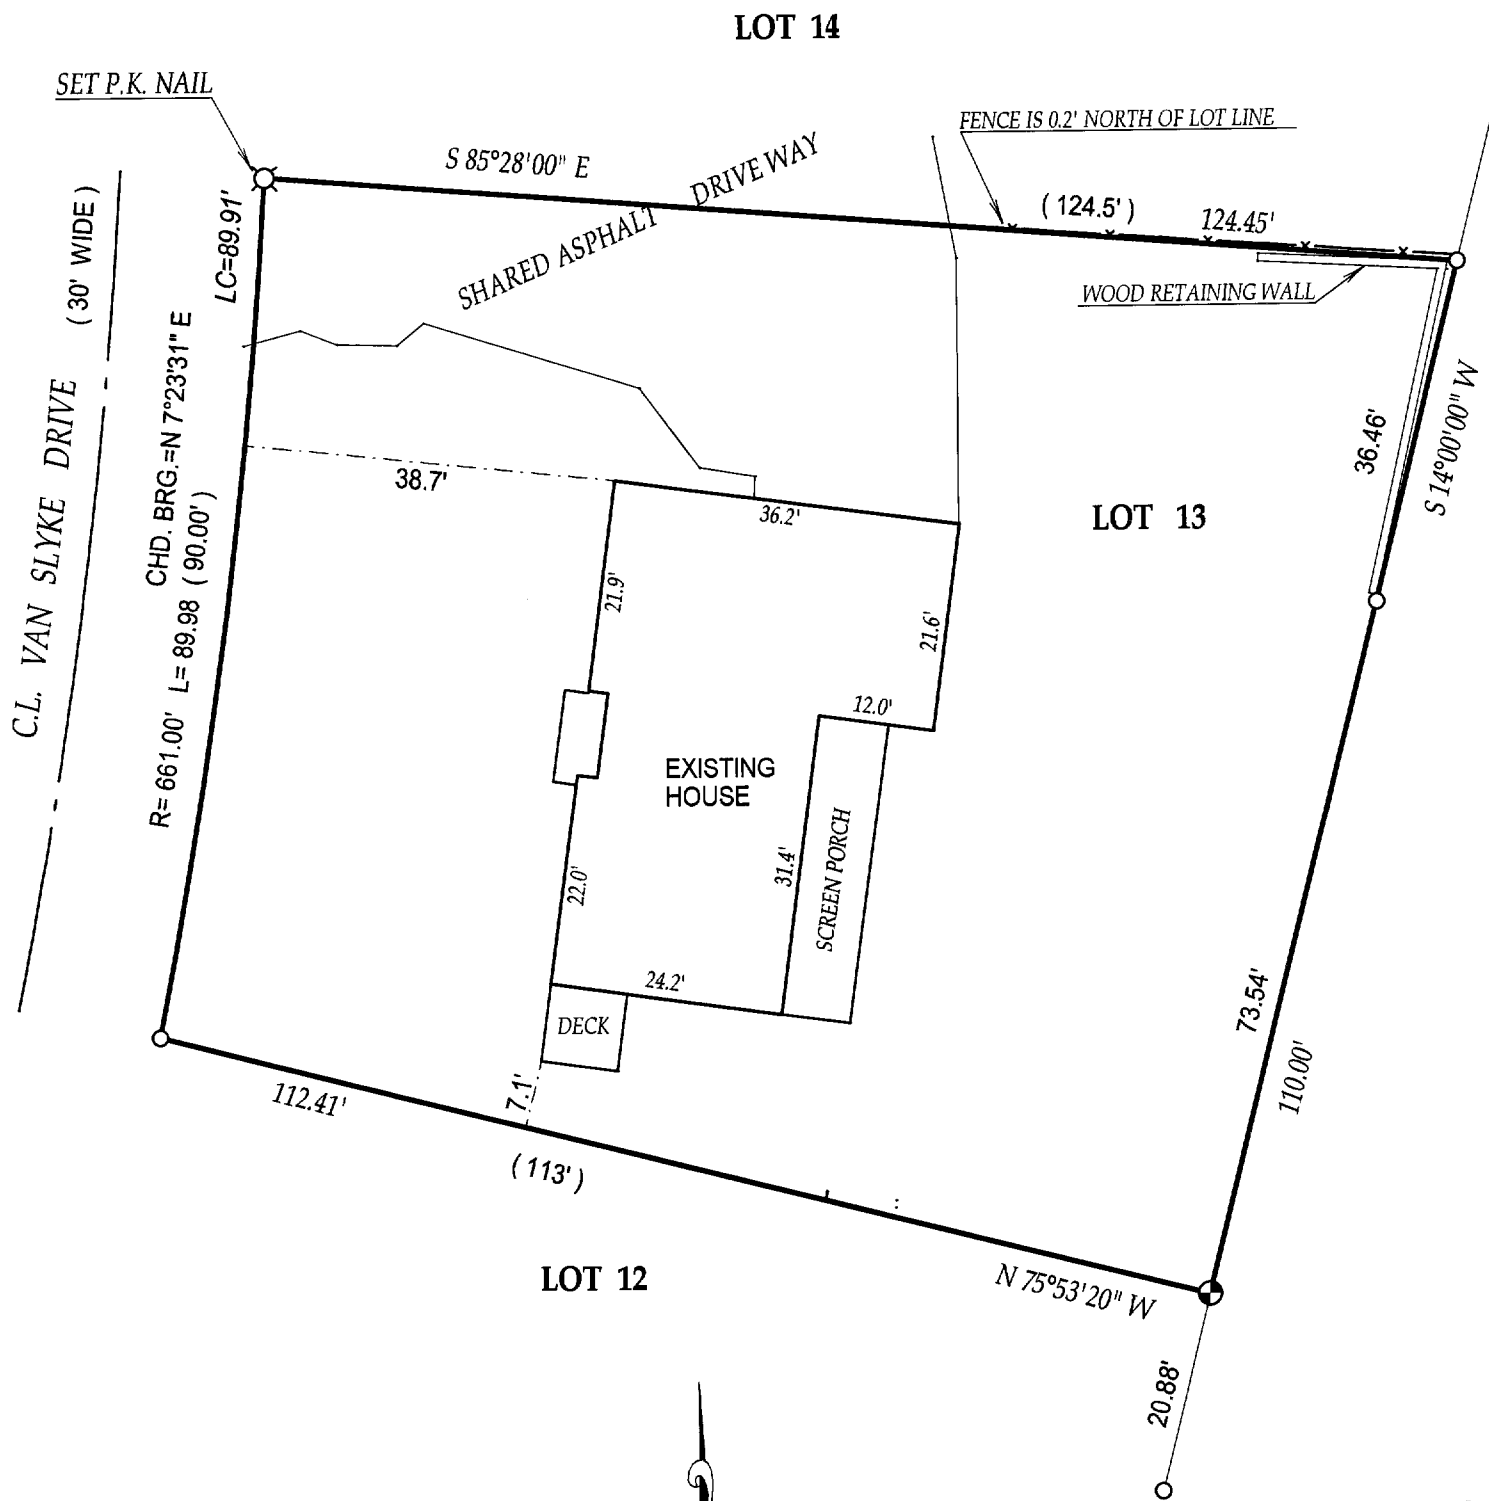 LOT 14
SET P.K. NAIL
FENCE IS 0.2' NORTH OF LOT LINE
S 85°28'00" E
SHARED ASPHALT DRIVEWAY
( 124.5' )
124.45'
WOOD RETAINING WALL
C.L. VAN SLYKE DRIVE ( 30' WIDE )
LC=89.91'
CHD. BRG.=N 7°23'31" E
R= 661.00' L= 89.98 ( 90.00' )
38.7'
36.2'
36.46'
S 14°00'00" W
LOT 13
21.9'
21.6'
12.0'
EXISTING
HOUSE
SCREEN PORCH
31.4'
22.0'
24.2'
DECK
7.1'
73.54'
110.00'
112.41'
( 113' )
N 75°53'20" W
LOT 12
20.88'